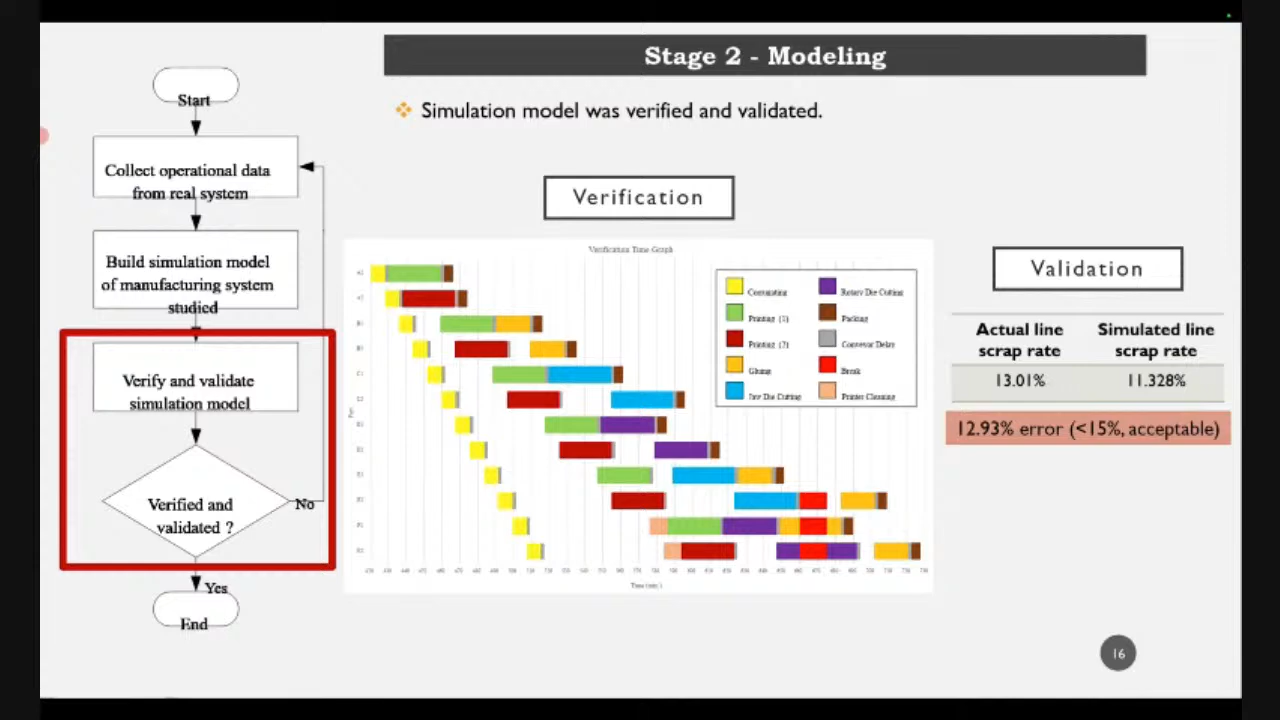 Stage 2 - Modeling
Simulation model was verified and validated.
Start
Collect operational data
from real system
Build simulation model
of manufacturing system
studied
Verify and validate
simulation model
Verified and
validated ?
No
Yes
End
Verification
Verification Time Graph
Corrugating
Printing (1)
Printing (2)
Gluing
Rotary Die Cutting
Packing
Conveyor Delay
Break
Printer Cleaning
Time (sec.)
Validation
Actual line
scrap rate
Simulated line
scrap rate
13.01%
11.328%
12.93% error (<15%, acceptable)
16